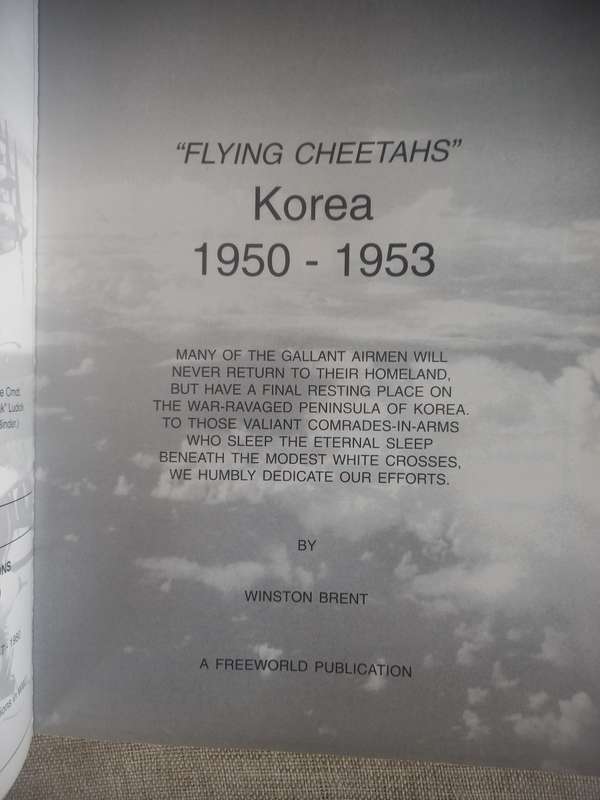 "FLYING CHEETAHS"
Korea
1950 - 1953
MANY OF THE GALLANT AIRMEN WILL
NEVER RETURN TO THEIR HOMELAND,
BUT HAVE A FINAL RESTING PLACE ON
THE WAR-RAVAGED PENINSULA OF KOREA.
TO THOSE VALIANT COMRADES-IN-ARMS
WHO SLEEP THE ETERNAL SLEEP
BENEATH THE MODEST WHITE CROSSES,
WE HUMBLY DEDICATE OUR EFFORTS.
BY
WINSTON BRENT
A FREEWORLD PUBLICATION